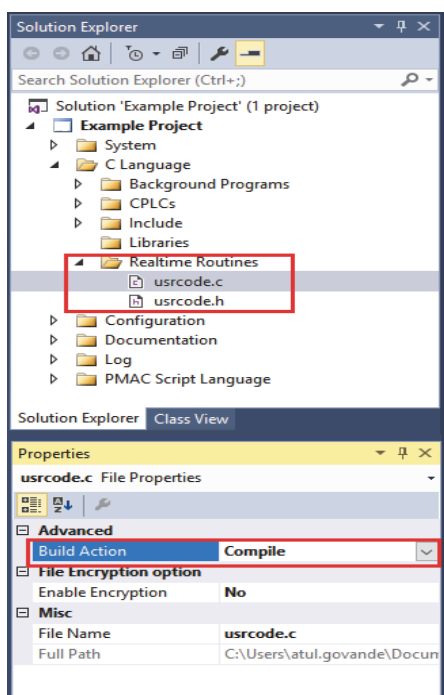 Solution Explorer
Search Solution Explorer (Ctrl+;)
Solution 'Example Project' (1 project)
Example Project
System
C Language
Background Programs
CPLCs
Include
Libraries
Realtime Routines
usrcode.c
usrcode.h
Configuration
Documentation
Log
PMAC Script Language
Solution Explorer Class View
Properties
usrcode.c File Properties
Advanced
Build Action Compile
File Encryption option
Enable Encryption No
Misc
File Name usrcode.c
Full Path C:\Users\atul.govande\Docum